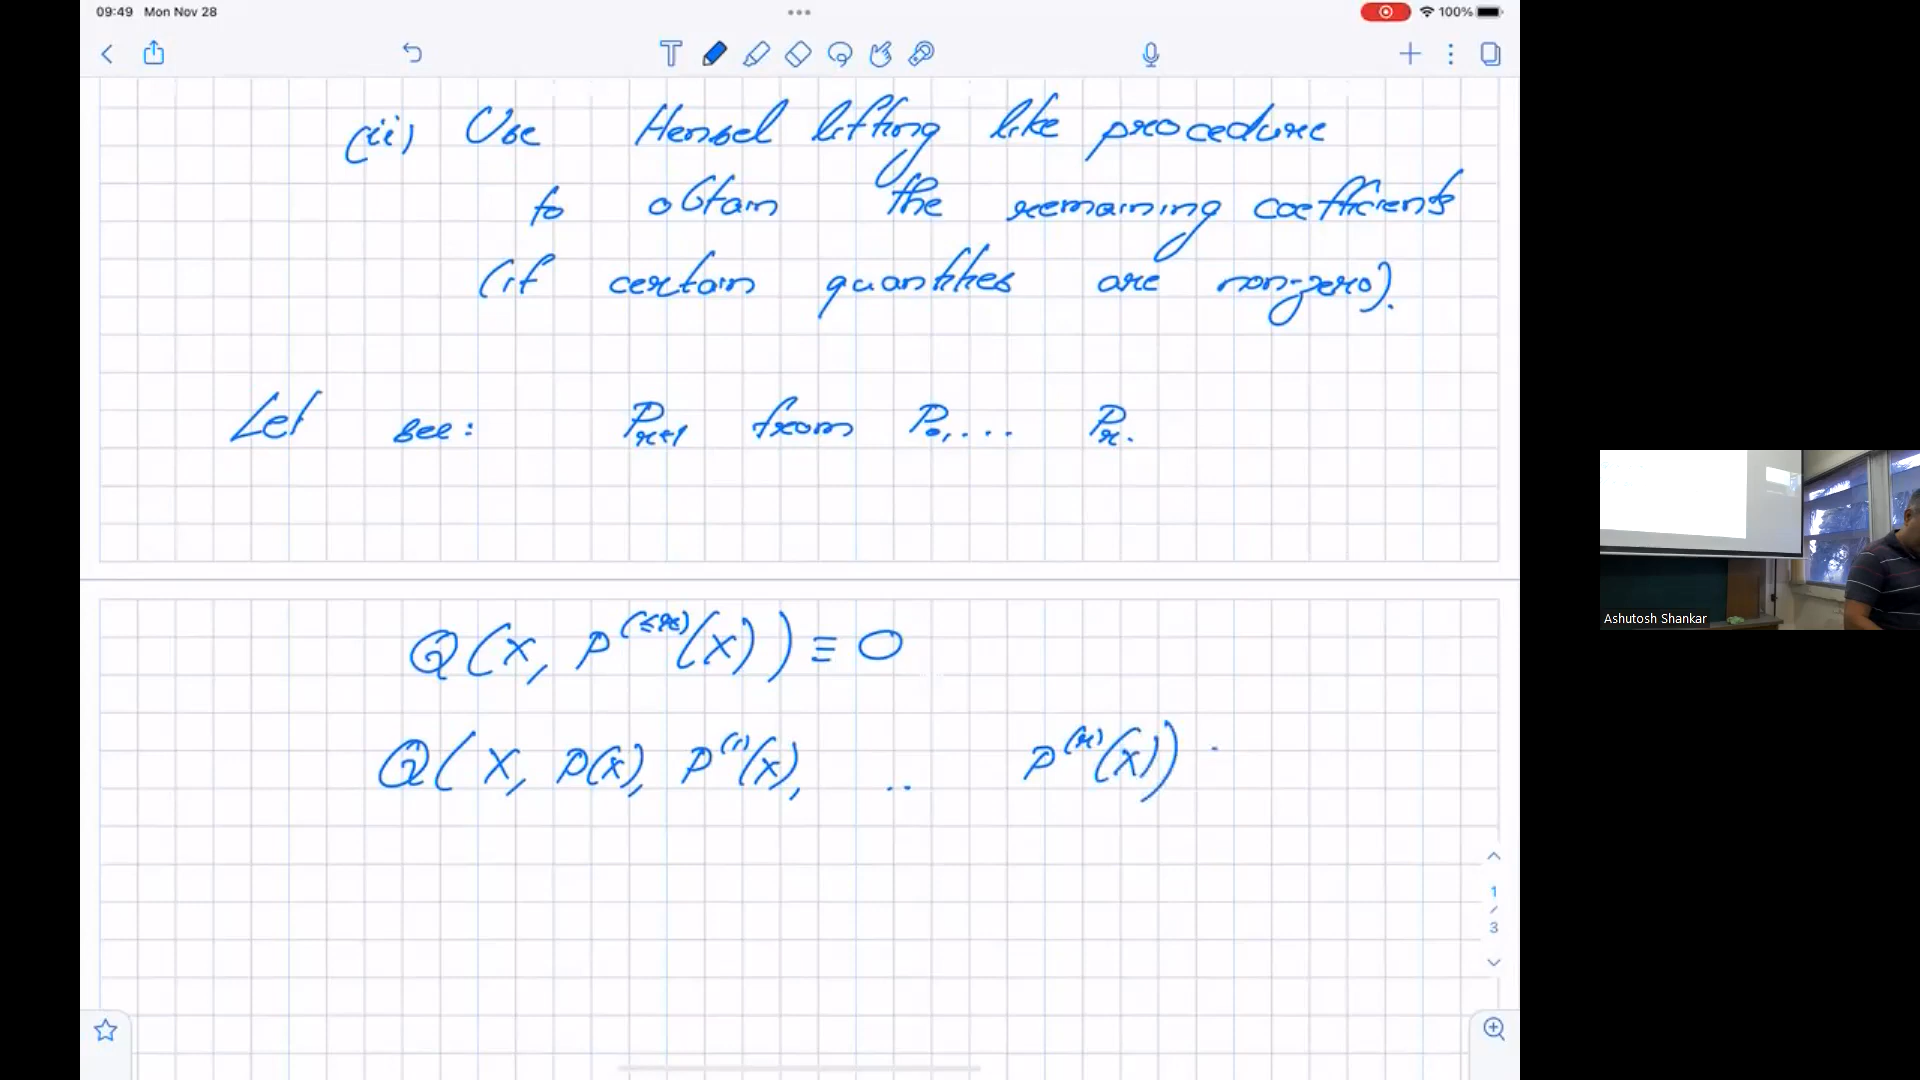 09:49 Mon Nov 28
100%
(ii) Use Hensel lifting like procedure
to obtain the remaining coefficients
(if certain quantities are non-zero).
Let see: P_{r+1} from P_0, .... P_r.
Q(X, P^{(≤r)}(X)) ≡ 0
Q(X, P(X), P^{(1)}(X), .. P^{(r)}(X))
1
/
3
Ashutosh Shankar